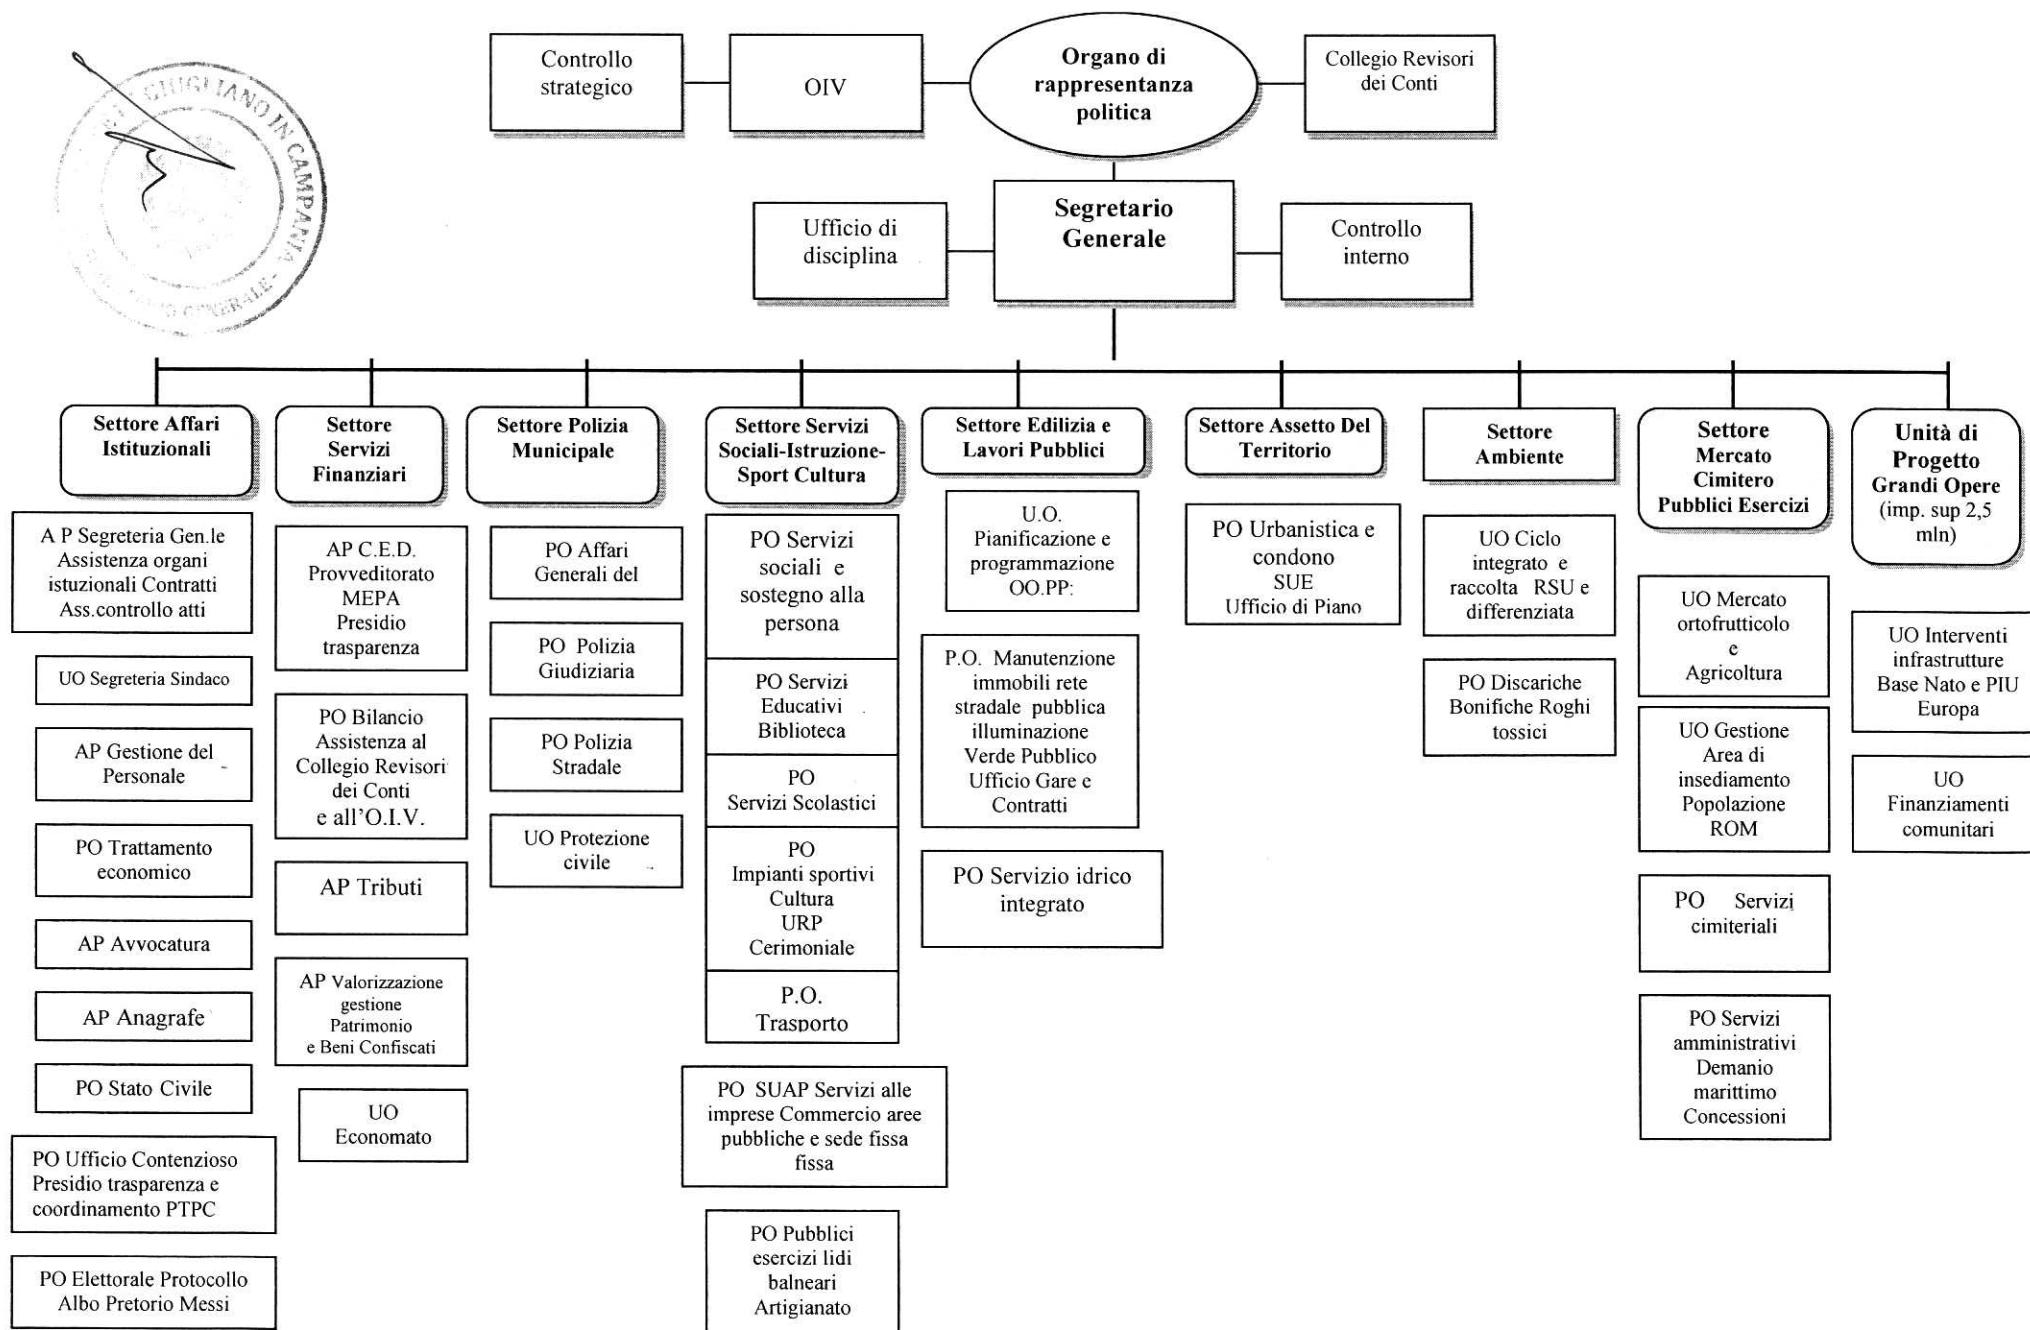 Controllo
strategico
OIV
Organo di
rappresentanza
politica
Collegio Revisori
dei Conti
GIUGLIANO IN CAMPANIA
GENERALE
Segretario
Generale
Ufficio di
disciplina
Controllo
interno
Settore Affari
Istituzionali
A P Segreteria Gen.le
Assistenza organi
istuzionali Contratti
Ass.controllo atti
UO Segreteria Sindaco
AP Gestione del
Personale
PO Trattamento
economico
AP Avvocatura
AP Anagrafe
PO Stato Civile
PO Ufficio Contenzioso
Presidio trasparenza e
coordinamento PTPC
PO Elettorale Protocollo
Albo Pretorio Messi
Settore
Servizi
Finanziari
AP C.E.D.
Provveditorato
MEPA
Presidio
trasparenza
PO Bilancio
Assistenza al
Collegio Revisori
dei Conti
e all'O.I.V.
AP Tributi
AP Valorizzazione
gestione
Patrimonio
e Beni Confiscati
UO
Economato
Settore Polizia
Municipale
PO Affari
Generali del
PO Polizia
Giudiziaria
PO Polizia
Stradale
UO Protezione
civile
Settore Servizi
Sociali-Istruzione-
Sport Cultura
PO Servizi
sociali e
sostegno alla
persona
PO Servizi
Educativi
Biblioteca
PO
Servizi Scolastici
PO
Impianti sportivi
Cultura
URP
Cerimoniale
P.O.
Trasporto
PO SUAP Servizi alle
imprese Commercio aree
pubbliche e sede fissa
fissa
PO Pubblici
esercizi lidi
balneari
Artigianato
Settore Edilizia e
Lavori Pubblici
U.O.
Pianificazione e
programmazione
OO.PP:
P.O. Manutenzione
immobili rete
stradale pubblica
illuminazione
Verde Pubblico
Ufficio Gare e
Contratti
PO Servizio idrico
integrato
Settore Assetto Del
Territorio
PO Urbanistica e
condono
SUE
Ufficio di Piano
Settore
Ambiente
UO Ciclo
integrato e
raccolta RSU e
differenziata
PO Discariche
Bonifiche Roghi
tossici
Settore
Mercato
Cimitero
Pubblici Esercizi
UO Mercato
ortofrutticolo
e
Agricoltura
UO Gestione
Area di
insediamento
Popolazione
ROM
PO Servizi
cimiteriali
PO Servizi
amministrativi
Demanio
marittimo
Concessioni
Unità di
Progetto
Grandi Opere
(imp. sup 2,5
mln)
UO Interventi
infrastrutture
Base Nato e PIU
Europa
UO
Finanziamenti
comunitari